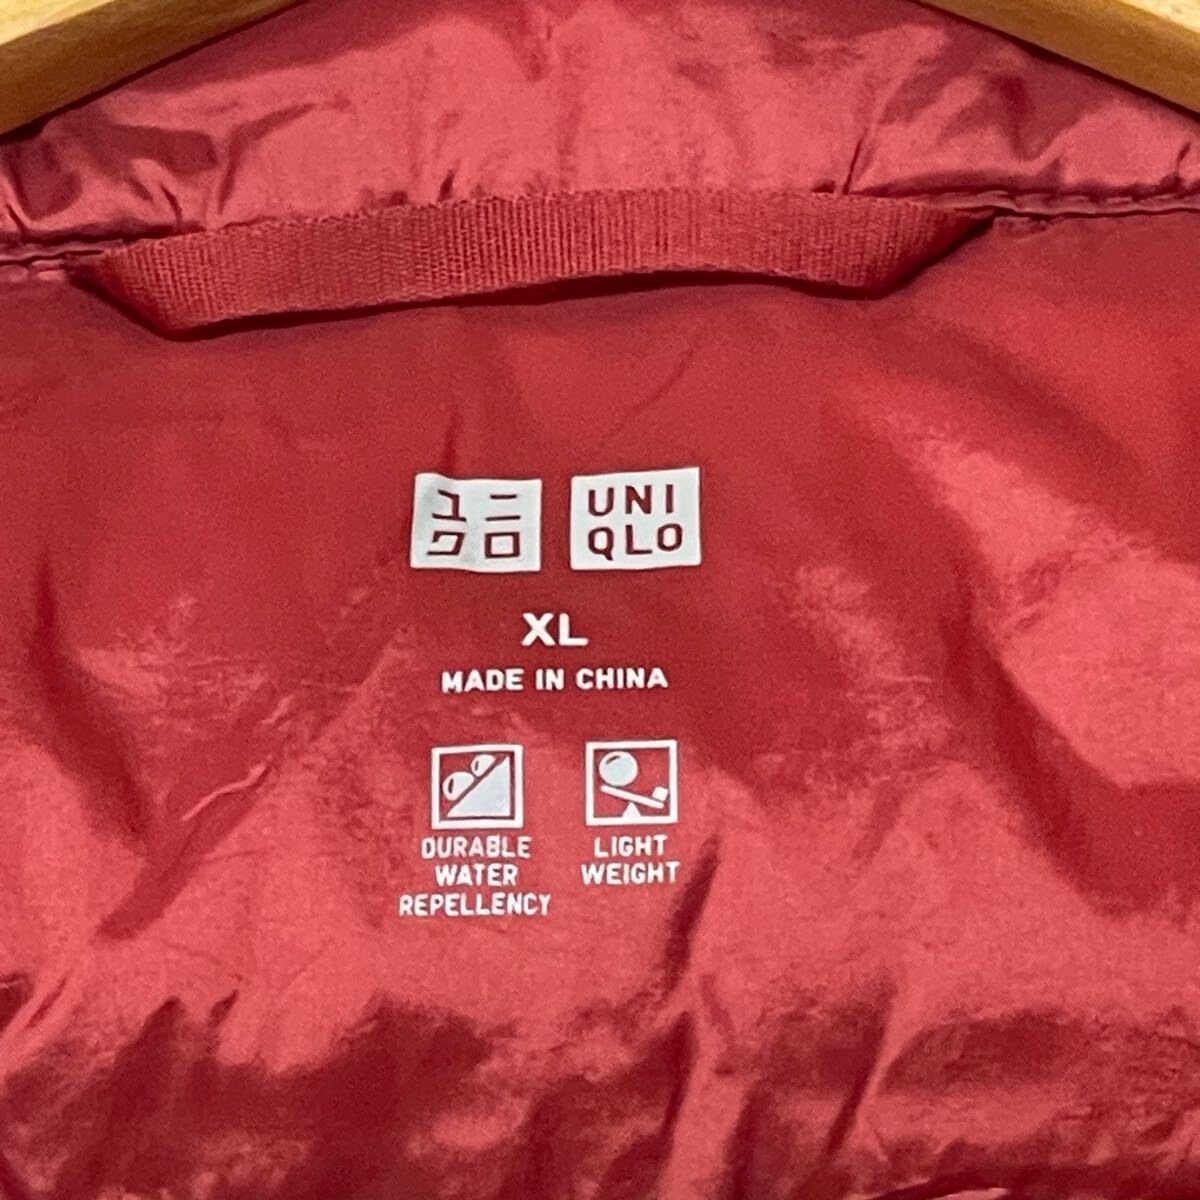 ユニ
クロ
UNI
QLO
XL
MADE IN CHINA
DURABLE
WATER
REPELLENCY
LIGHT
WEIGHT